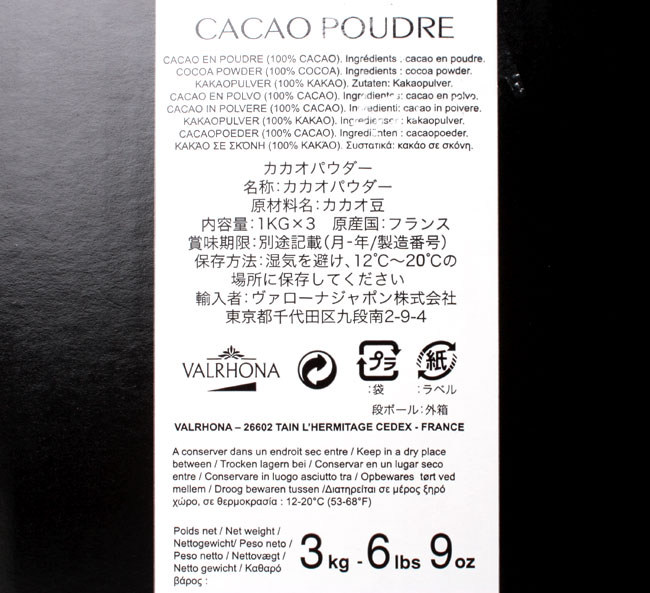 CACAO POUDRE
CACAO EN POUDRE (100% CACAO). Ingrédients : cacao en poudre.
COCOA POWDER (100% COCOA). Ingredients : cocoa powder.
KAKAOPULVER (100% KAKAO). Zutaten: Kakaopulver.
CACAO EN POLVO (100% CACAO). Ingredientes: cacao en polvo.
CACAO IN POLVERE (100% CACAO). Ingredienti: cacao in polvere.
KAKAOPULVER (100% KAKAO). Ingredienser : kakaopulver.
CACAOPOEDER (100% CACAO). Ingrediënten : cacaopoeder.
ΚΑΚΑΟ ΣΕ ΣΚΌΝΗ (100% ΚΑΚΆΟ). Συστατικά: κακάο σε σκόνη.
カカオパウダー
名称:カカオパウダー
原材料名:カカオ豆
内容量:1KG×3 原産国:フランス
賞味期限:別途記載(月-年/製造番号)
保存方法:湿気を避け、12℃〜20℃の
場所に保存してください
輸入者:ヴァローナジャポン株式会社
東京都千代田区九段南2-9-4
VALRHONA
プラ 紙
:袋 :ラベル
段ボール:外箱
VALRHONA – 26602 TAIN L'HERMITAGE CEDEX - FRANCE
A conserver dans un endroit sec entre / Keep in a dry place
between / Trocken lagern bei / Conservar en un lugar seco
entre / Conservare in luogo asciutto tra / Opbewares tørt ved
mellem / Droog bewaren tussen /Διατηρείται σε μέρος ξηρό
χώρο, σε θερμοκρασία : 12-20°C (53-68°F)
Poids net / Net weight /
Nettogewicht/ Peso neto /
Peso netto / Nettovægt /
Netto gewicht / Καθαρό
βάρος :
3 kg - 6 lbs 9 oz